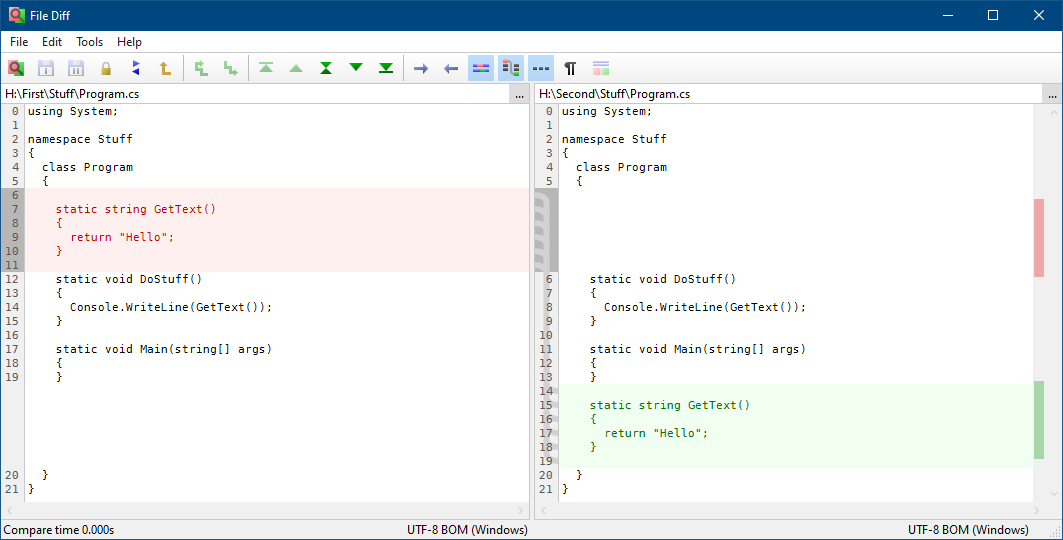 File Diff
File Edit Tools Help
H:\First\Stuff\Program.cs ...
0 using System;
1
2 namespace Stuff
3 {
4   class Program
5   {
6
7     static string GetText()
8     {
9       return "Hello";
10     }
11
12     static void DoStuff()
13     {
14       Console.WriteLine(GetText());
15     }
16
17     static void Main(string[] args)
18     {
19     }
20   }
21 }
H:\Second\Stuff\Program.cs ...
0 using System;
1
2 namespace Stuff
3 {
4   class Program
5   {
6     static void DoStuff()
7     {
8       Console.WriteLine(GetText());
9     }
10
11     static void Main(string[] args)
12     {
13     }
14
15     static string GetText()
16     {
17       return "Hello";
18     }
19
20   }
21 }
Compare time 0.000s UTF-8 BOM (Windows) UTF-8 BOM (Windows)